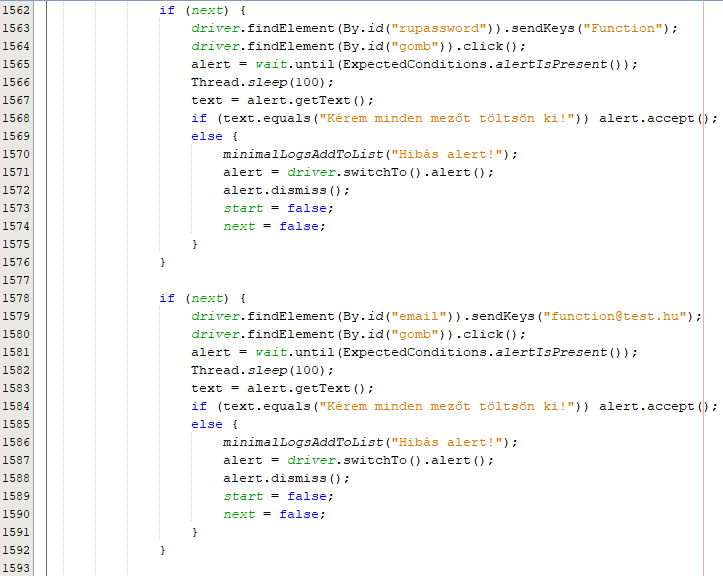 1562 if (next) {
1563 driver.findElement(By.id("rupassword")).sendKeys("Function");
1564 driver.findElement(By.id("gomb")).click();
1565 alert = wait.until(ExpectedConditions.alertIsPresent());
1566 Thread.sleep(100);
1567 text = alert.getText();
1568 if (text.equals("Kérem minden mezőt töltsön ki!")) alert.accept();
1569 else {
1570 minimalLogsAddToList("Hibás alert!");
1571 alert = driver.switchTo().alert();
1572 alert.dismiss();
1573 start = false;
1574 next = false;
1575 }
1576 }
1577
1578 if (next) {
1579 driver.findElement(By.id("email")).sendKeys("function@test.hu");
1580 driver.findElement(By.id("gomb")).click();
1581 alert = wait.until(ExpectedConditions.alertIsPresent());
1582 Thread.sleep(100);
1583 text = alert.getText();
1584 if (text.equals("Kérem minden mezőt töltsön ki!")) alert.accept();
1585 else {
1586 minimalLogsAddToList("Hibás alert!");
1587 alert = driver.switchTo().alert();
1588 alert.dismiss();
1589 start = false;
1590 next = false;
1591 }
1592 }
1593